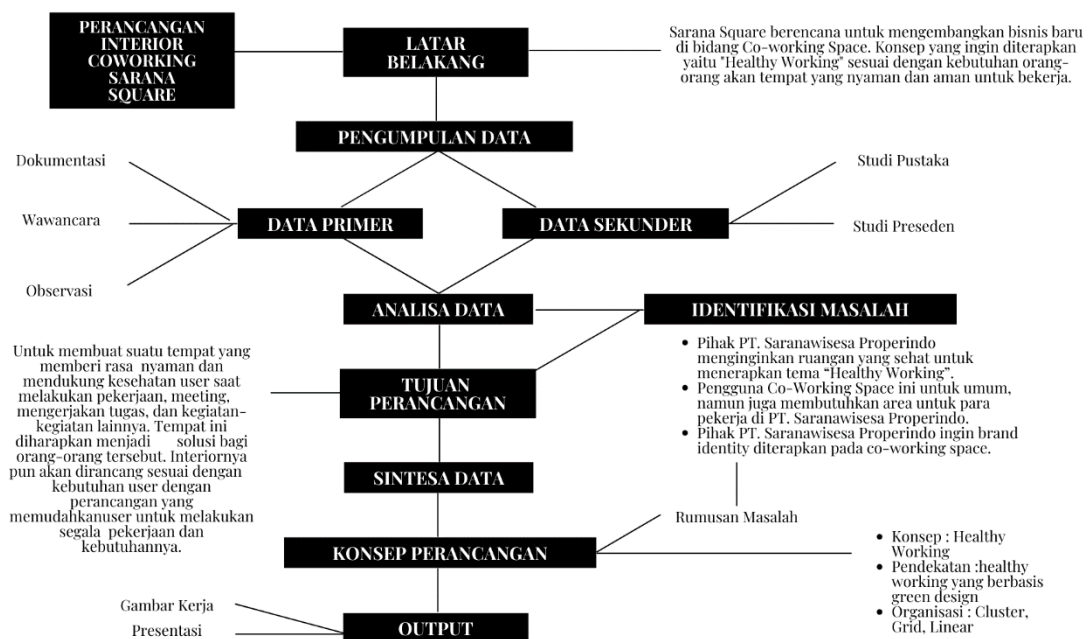 PERANCANGAN
INTERIOR
COWORKING
SARANA
SQUARE
LATAR
BELAKANG
Sarana Square berencana untuk mengembangkan bisnis baru
di bidang Co-working Space. Konsep yang ingin diterapkan
yaitu "Healthy Working" sesuai dengan kebutuhan orang-
orang akan tempat yang nyaman dan aman untuk bekerja.
PENGUMPULAN DATA
Dokumentasi
Wawancara
Observasi
DATA PRIMER
DATA SEKUNDER
Studi Pustaka
Studi Preseden
ANALISA DATA
IDENTIFIKASI MASALAH
• Pihak PT. Saranawisesa Properindo
menginginkan ruangan yang sehat untuk
menerapkan tema “Healthy Working”.
• Pengguna Co-Working Space ini untuk umum,
namun juga membutuhkan area untuk para
pekerja di PT. Saranawisesa Properindo.
• Pihak PT. Saranawisesa Properindo ingin brand
identity diterapkan pada co-working space.
Untuk membuat suatu tempat yang
memberi rasa nyaman dan
mendukung kesehatan user saat
melakukan pekerjaan, meeting,
mengerjakan tugas, dan kegiatan-
kegiatan lainnya. Tempat ini
diharapkan menjadi solusi bagi
orang-orang tersebut. Interiornya
pun akan dirancang sesuai dengan
kebutuhan user dengan
perancangan yang
memudahkanuser untuk melakukan
segala pekerjaan dan
kebutuhannya.
TUJUAN
PERANCANGAN
SINTESA DATA
Rumusan Masalah
KONSEP PERANCANGAN
• Konsep : Healthy
Working
• Pendekatan :healthy
working yang berbasis
green design
• Organisasi : Cluster,
Grid, Linear
Gambar Kerja
Presentasi
OUTPUT